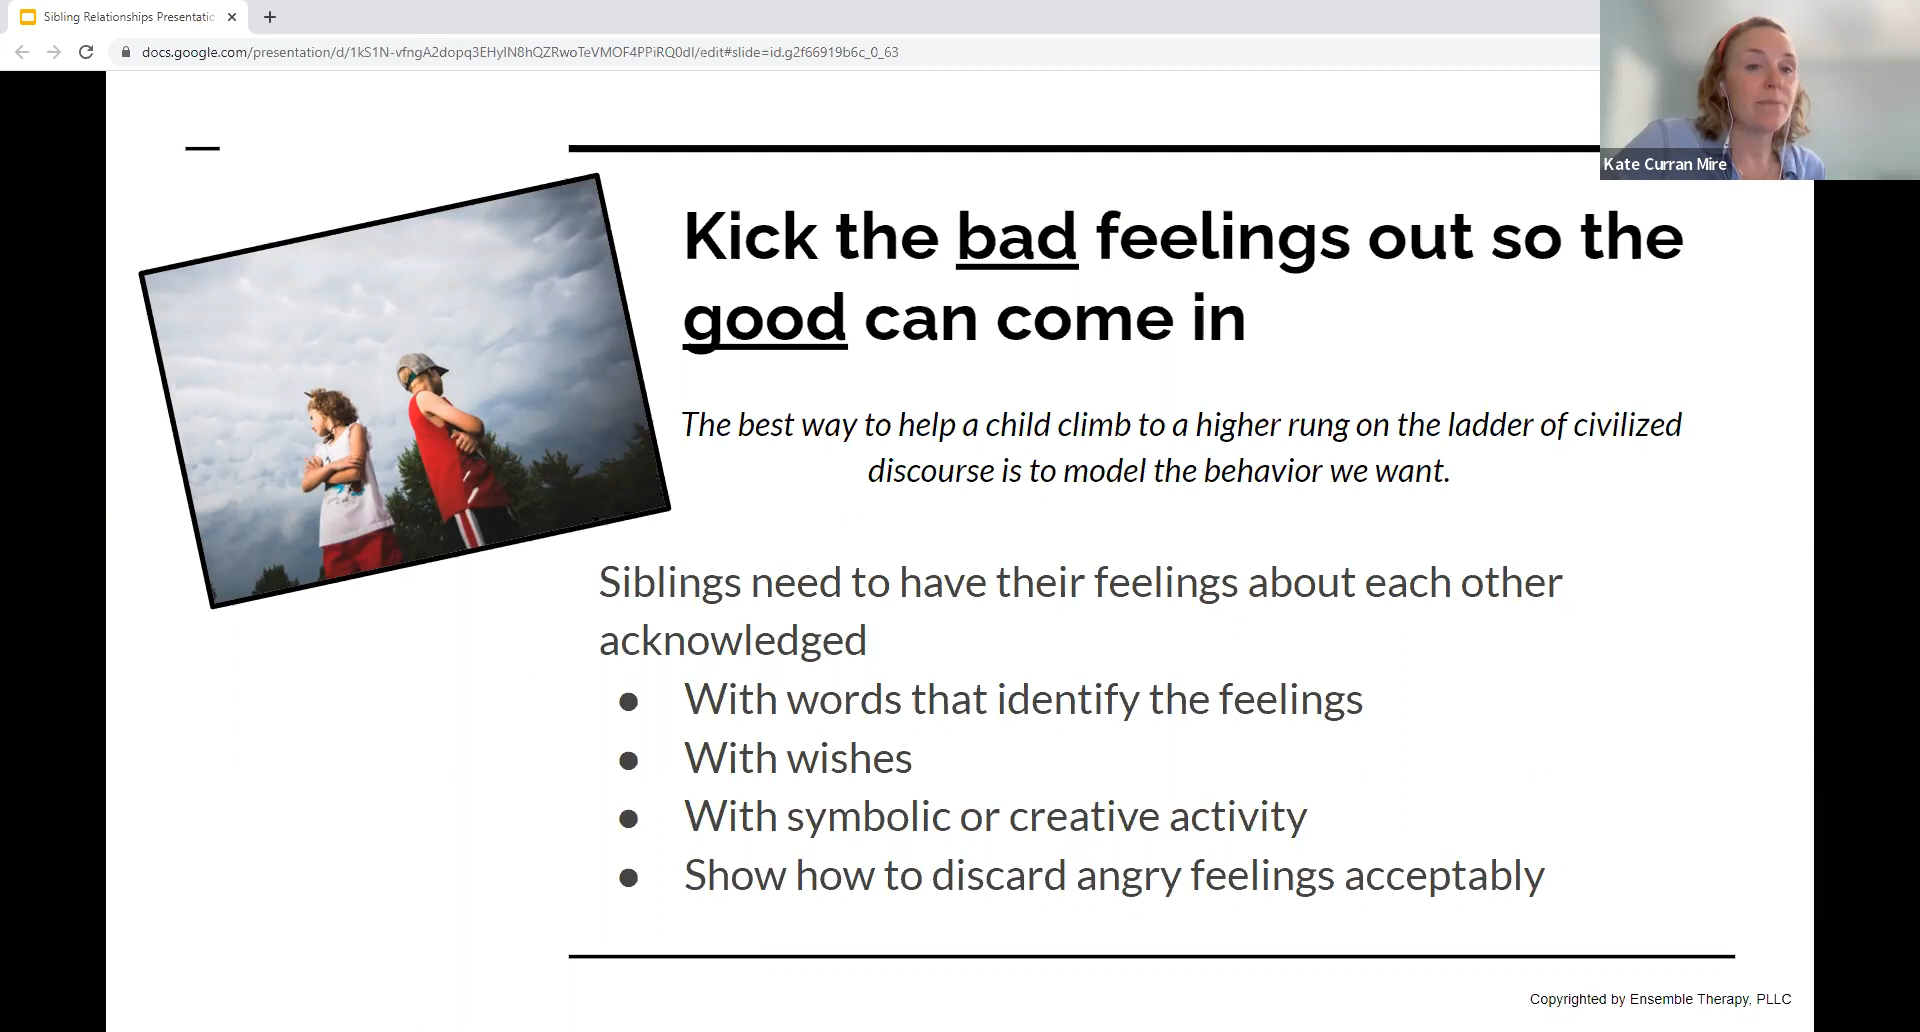 Sibling Relationships Presentatio
docs.google.com/presentation/d/1kS1N-vfngA2dopq3EHyIN8hQZRwoTeVMOF4PPiRQ0dI/edit#slide=id.g2f66919b6c_0_63
Kate Curran Mire
Kick the bad feelings out so the
good can come in
The best way to help a child climb to a higher rung on the ladder of civilized
discourse is to model the behavior we want.
Siblings need to have their feelings about each other
acknowledged
● With words that identify the feelings
● With wishes
● With symbolic or creative activity
● Show how to discard angry feelings acceptably
Copyrighted by Ensemble Therapy, PLLC